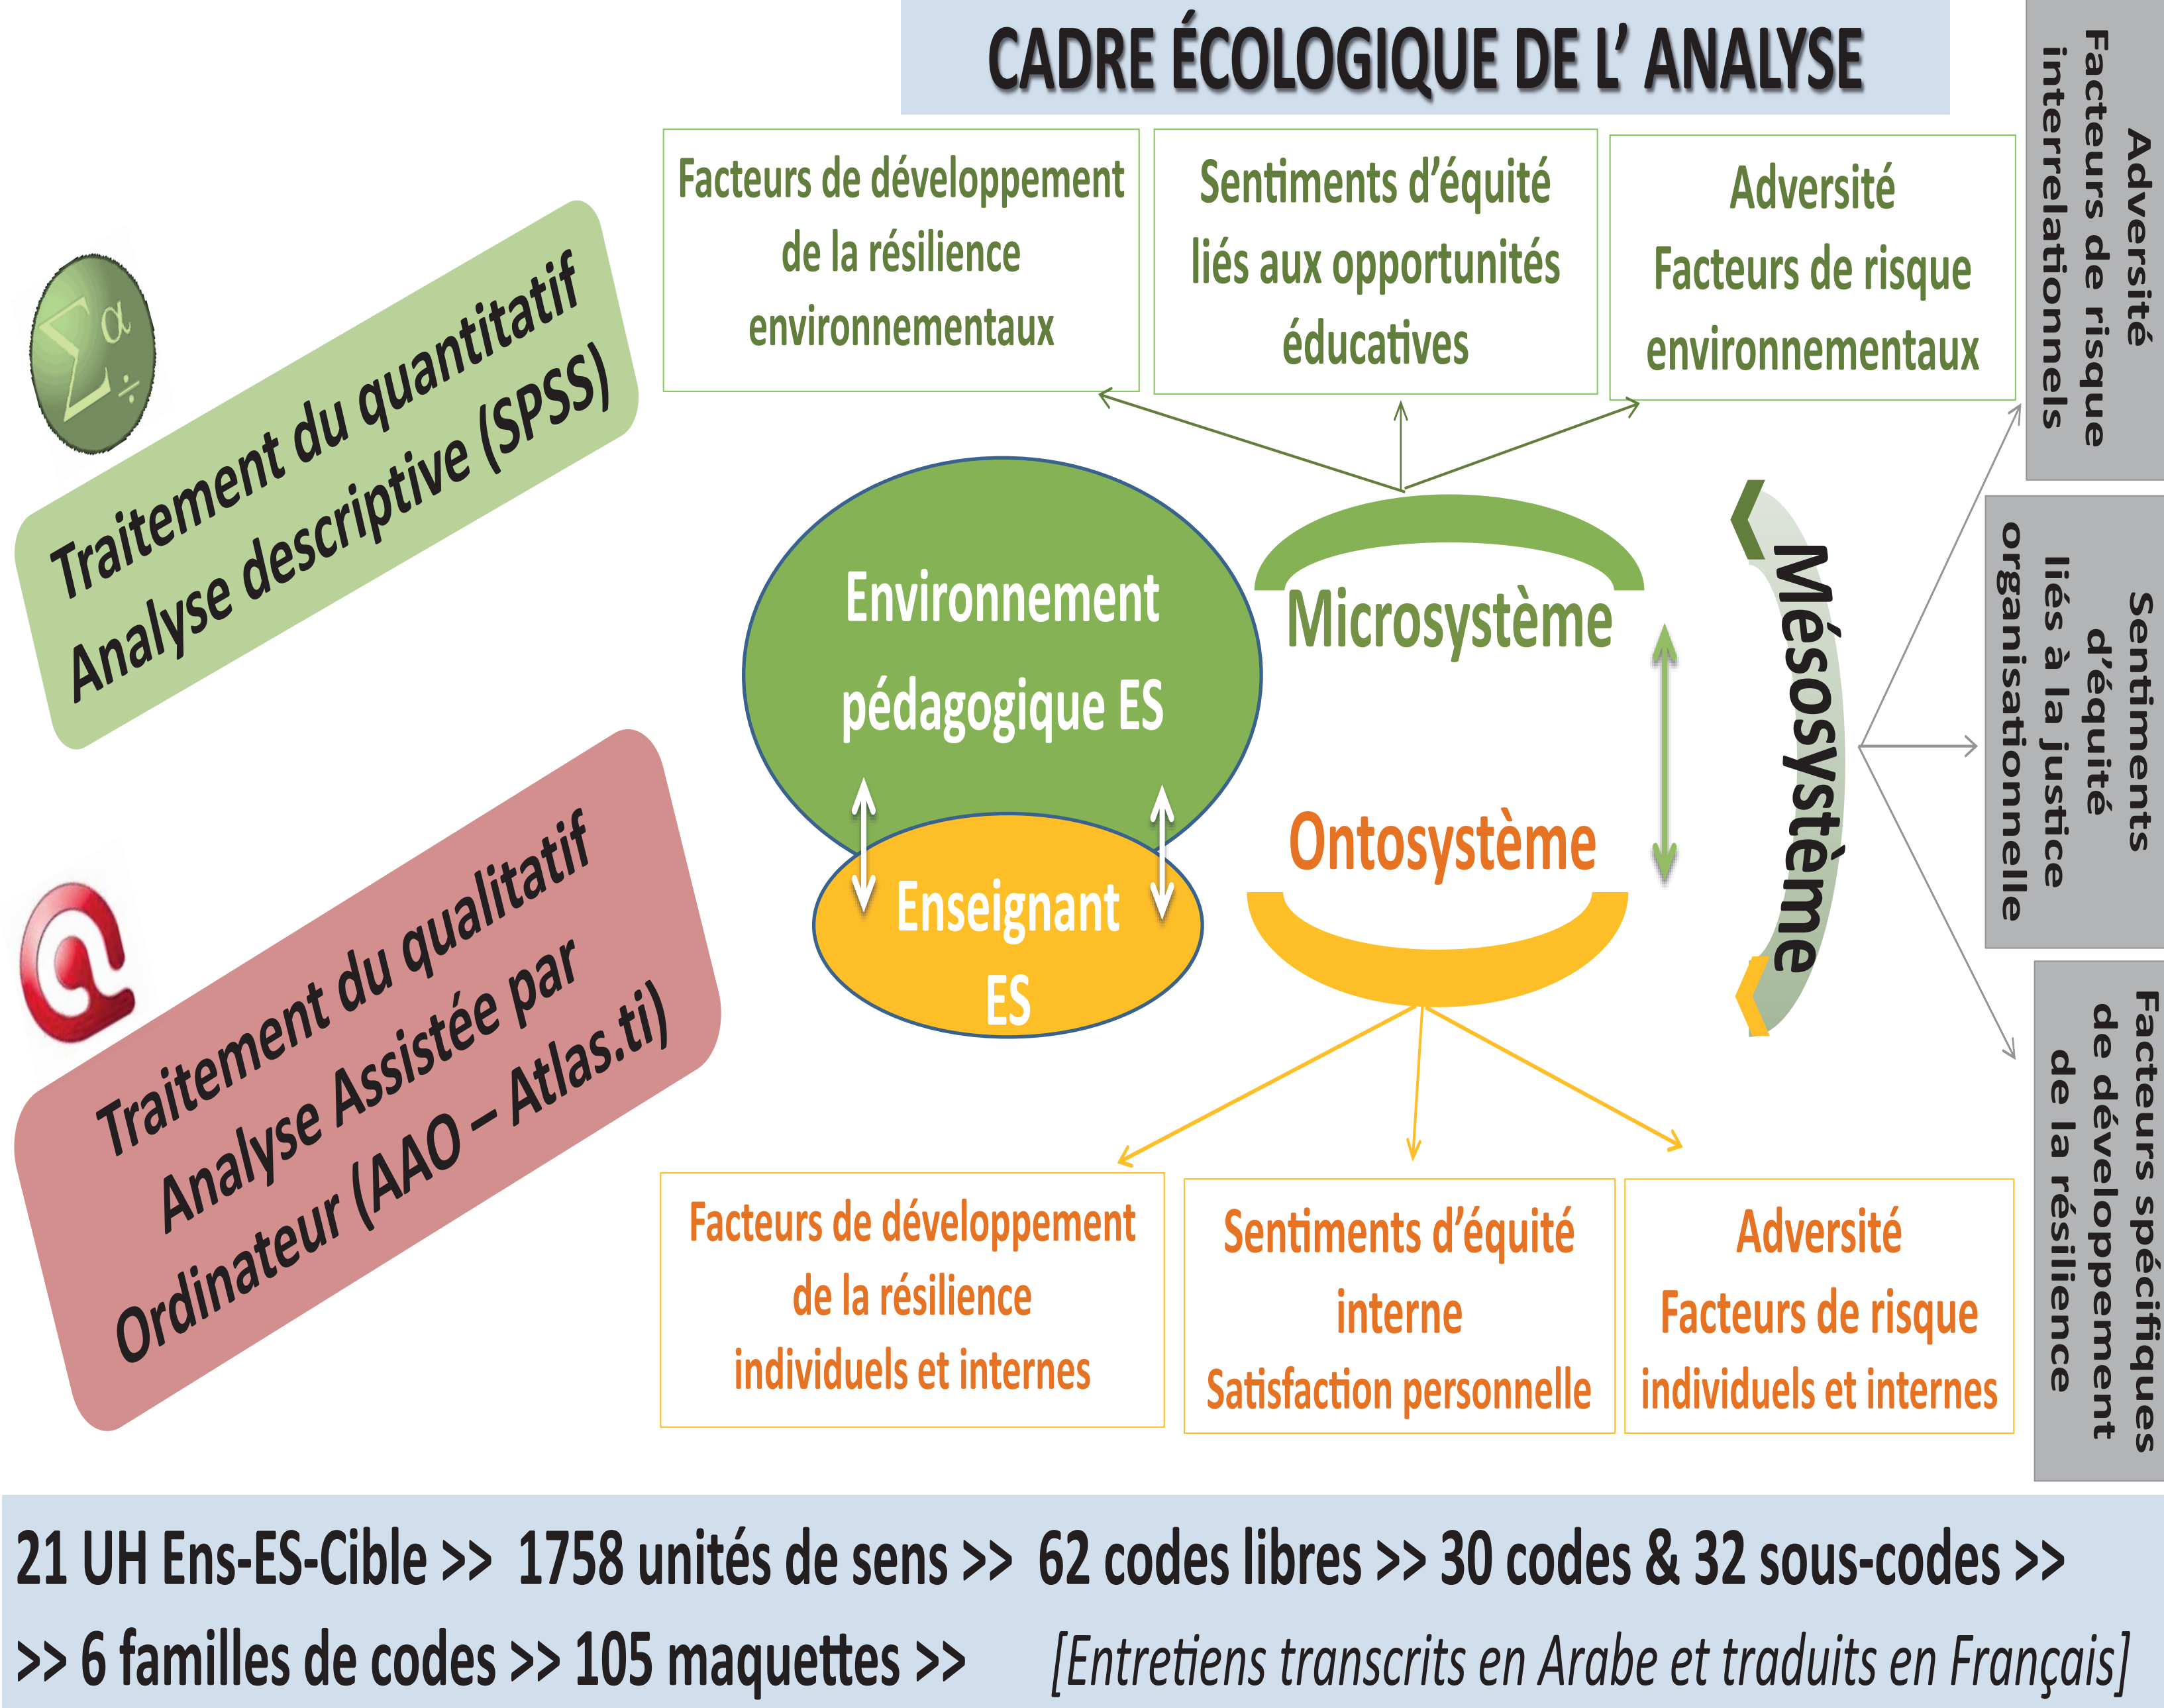 CADRE ÉCOLOGIQUE DE L’ ANALYSE
Traitement du quantitatif
Analyse descriptive (SPSS)
Traitement du qualitatif
Analyse Assistée par
Ordinateur (AAO – Atlas.ti)
Facteurs de développement
de la résilience
environnementaux
Sentiments d’équité
liés aux opportunités
éducatives
Adversité
Facteurs de risque
environnementaux
Adversité
Facteurs de risque
interrelationnels
Environnement
pédagogique ES
Enseignant
ES
Microsystème
Ontosystème
Mésosystème
Sentiments
d’équité
liés à la justice
organisationnelle
Facteurs spécifiques
de développement
de la résilience
Facteurs de développement
de la résilience
individuels et internes
Sentiments d’équité
interne
Satisfaction personnelle
Adversité
Facteurs de risque
individuels et internes
21 UH Ens-ES-Cible >> 1758 unités de sens >> 62 codes libres >> 30 codes & 32 sous-codes >>
>> 6 familles de codes >> 105 maquettes >> [Entretiens transcrits en Arabe et traduits en Français]